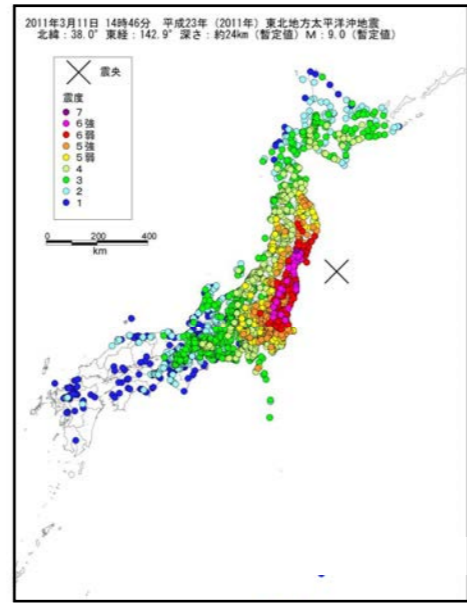 2011年3月11日 14時46分 平成23年(2011年)東北地方太平洋沖地震
北緯:38.0° 東経:142.9° 深さ:約24km(暫定値)M:9.0(暫定値)
震央
震度
7
6強
6弱
5強
5弱
4
3
2
1
0 200 400
km